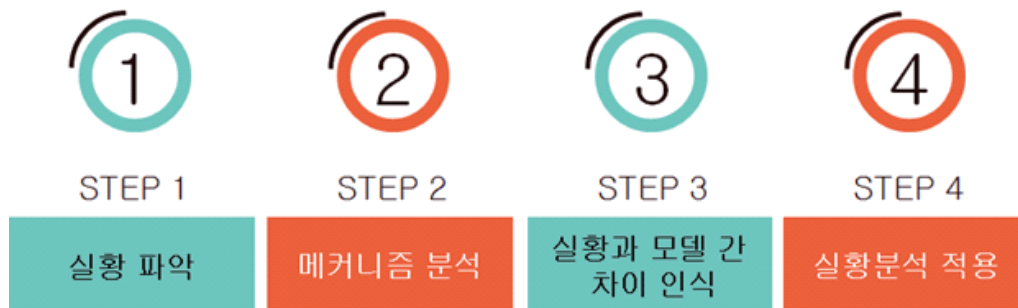 1
2
3
4
STEP 1
STEP 2
STEP 3
STEP 4
실황 파악
메커니즘 분석
실황과 모델 간
차이 인식
실황분석 적용